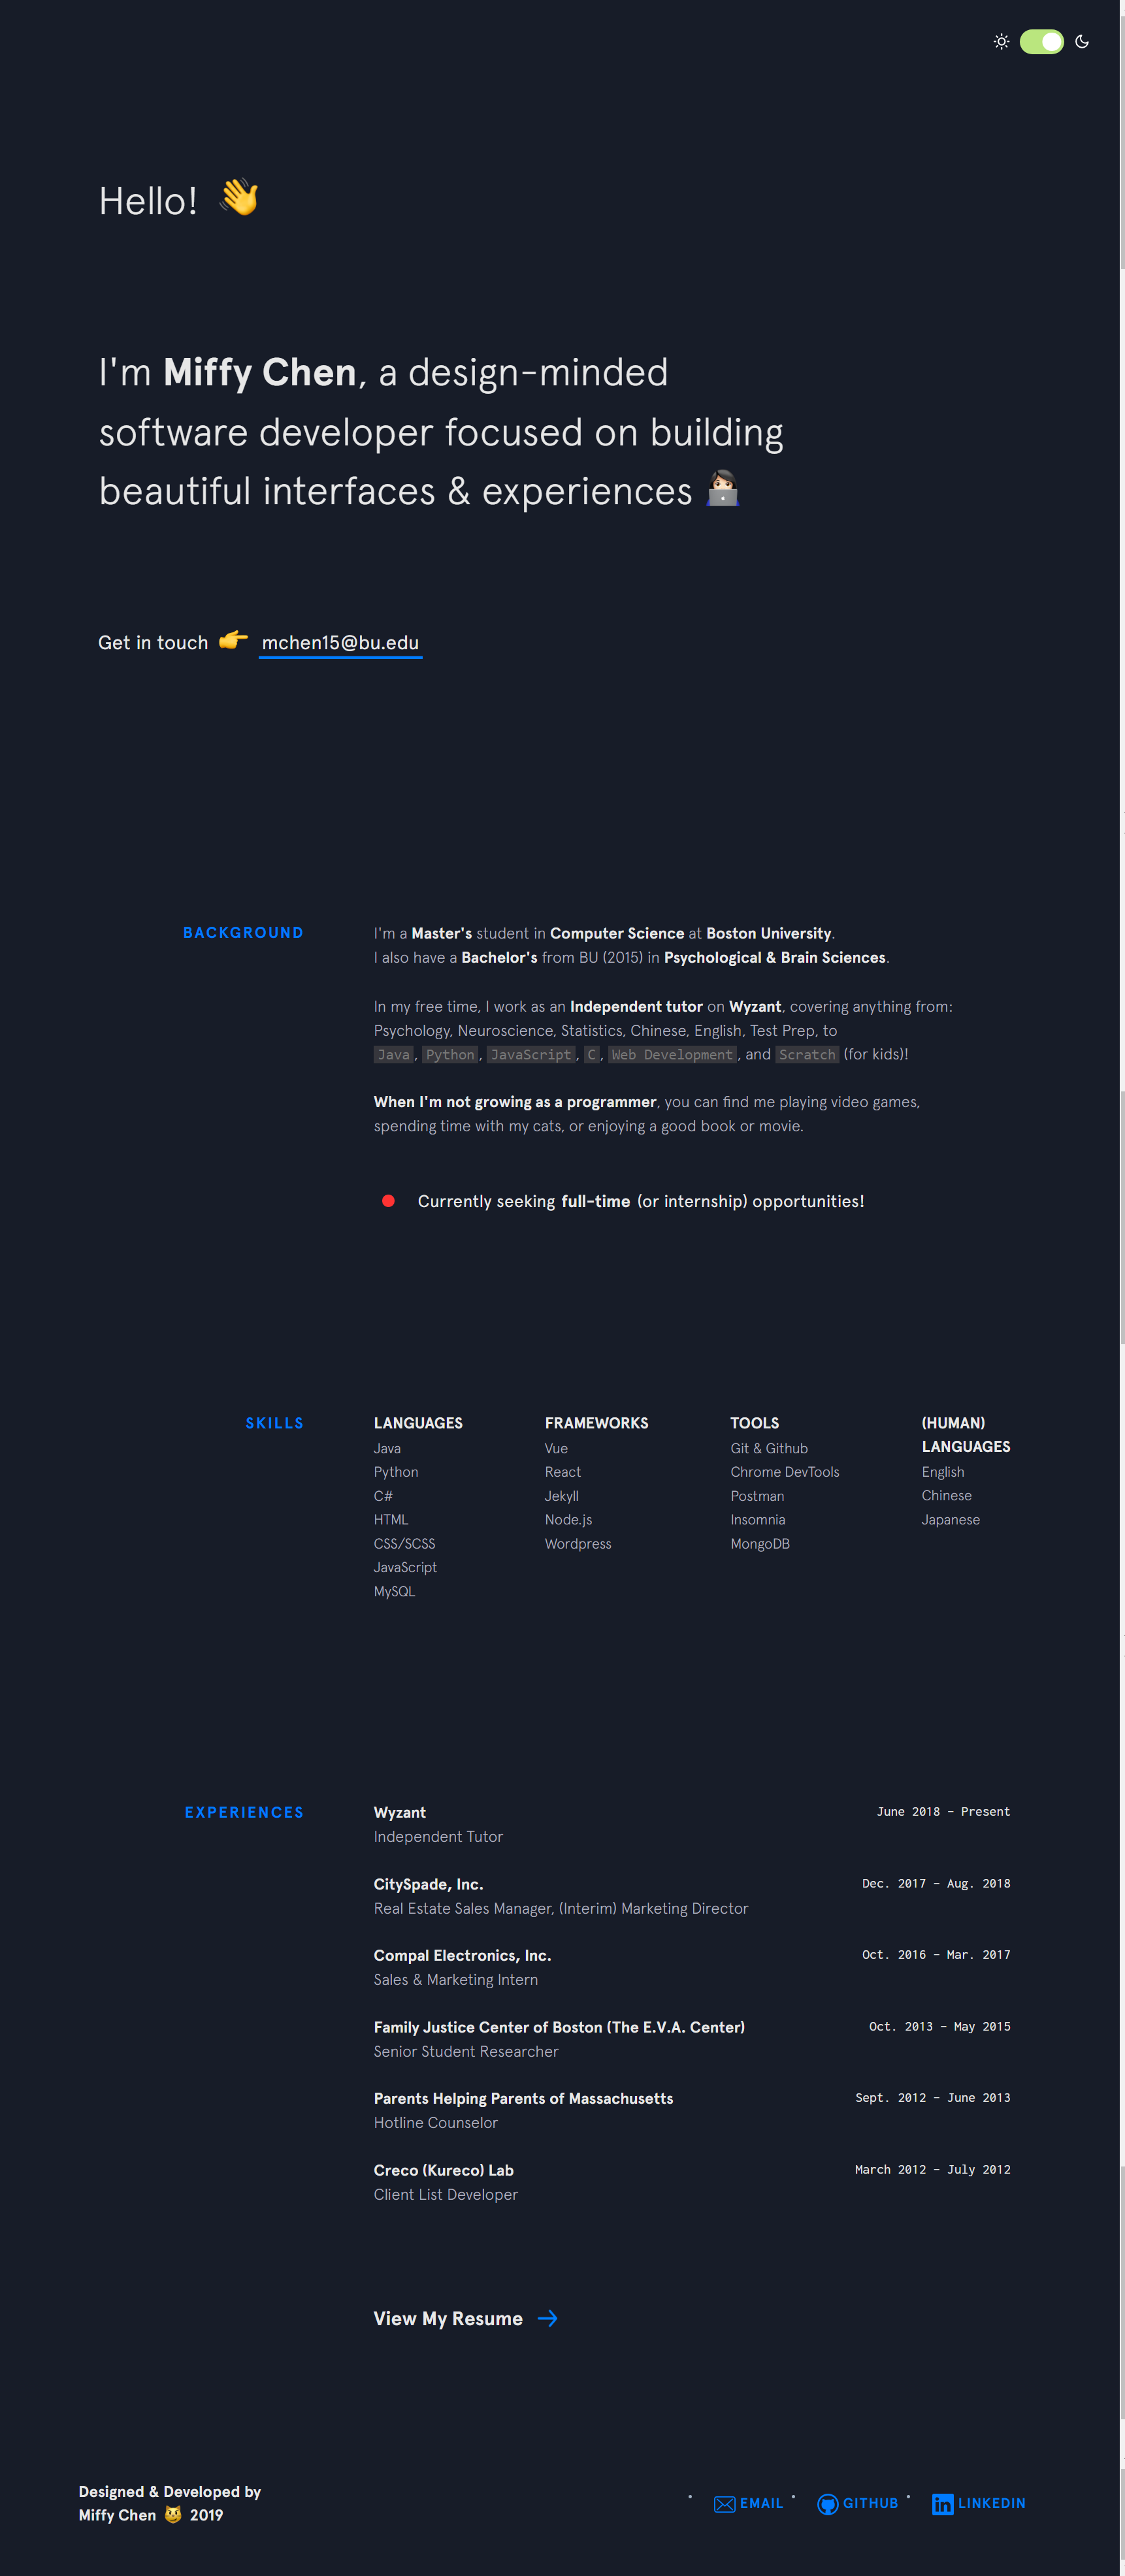 Hello! 👋
I'm Miffy Chen, a design-minded
software developer focused on building
beautiful interfaces & experiences 👩🏻‍💻
Get in touch 👉 mchen15@bu.edu
BACKGROUND
I'm a Master's student in Computer Science at Boston University.
I also have a Bachelor's from BU (2015) in Psychological & Brain Sciences.
In my free time, I work as an Independent tutor on Wyzant, covering anything from:
Psychology, Neuroscience, Statistics, Chinese, English, Test Prep, to
Java, Python, JavaScript, C, Web Development, and Scratch (for kids)!
When I'm not growing as a programmer, you can find me playing video games,
spending time with my cats, or enjoying a good book or movie.
Currently seeking full-time (or internship) opportunities!
SKILLS
LANGUAGES
Java
Python
C#
HTML
CSS/SCSS
JavaScript
MySQL
FRAMEWORKS
Vue
React
Jekyll
Node.js
Wordpress
TOOLS
Git & Github
Chrome DevTools
Postman
Insomnia
MongoDB
(HUMAN)
LANGUAGES
English
Chinese
Japanese
EXPERIENCES
Wyzant June 2018 - Present
Independent Tutor
CitySpade, Inc. Dec. 2017 - Aug. 2018
Real Estate Sales Manager, (Interim) Marketing Director
Compal Electronics, Inc. Oct. 2016 - Mar. 2017
Sales & Marketing Intern
Family Justice Center of Boston (The E.V.A. Center) Oct. 2013 - May 2015
Senior Student Researcher
Parents Helping Parents of Massachusetts Sept. 2012 - June 2013
Hotline Counselor
Creco (Kureco) Lab March 2012 - July 2012
Client List Developer
View My Resume →
Designed & Developed by
Miffy Chen 😼 2019
• EMAIL • GITHUB • LINKEDIN